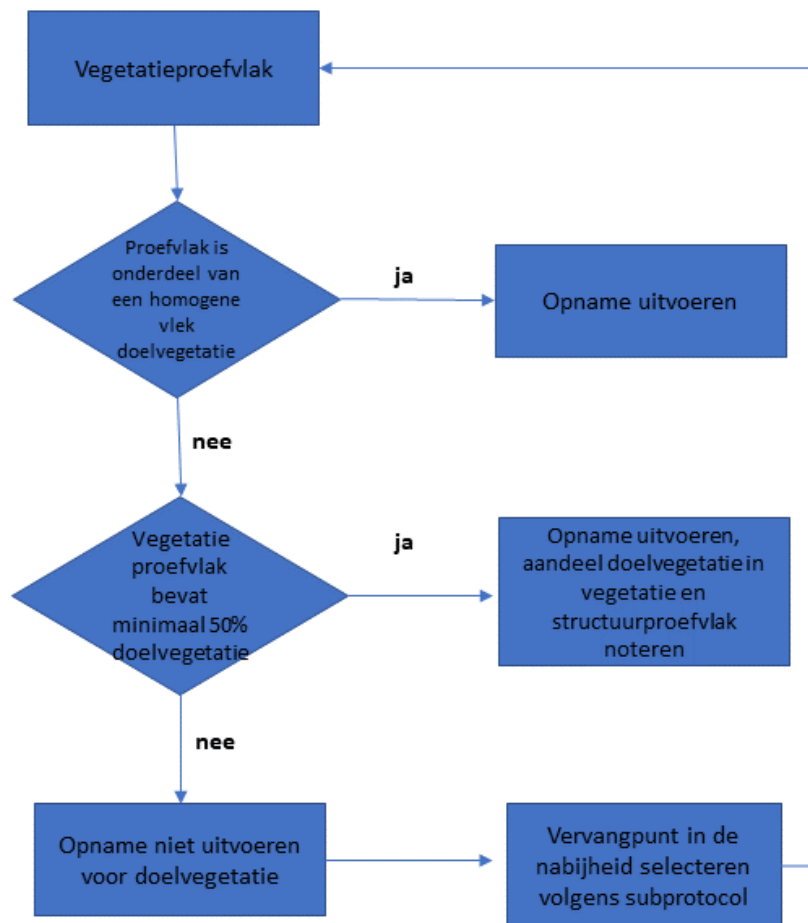 Vegetatieproefvlak
Proefvlak is
onderdeel van
een homogene
vlek
doelvegetatie
ja
Opname uitvoeren
nee
Vegetatie
proefvlak
bevat
minimaal 50%
doelvegetatie
ja
Opname uitvoeren,
aandeel doelvegetatie in
vegetatie en
structuurproefvlak
noteren
nee
Opname niet uitvoeren
voor doelvegetatie
Vervangpunt in de
nabijheid selecteren
volgens subprotocol